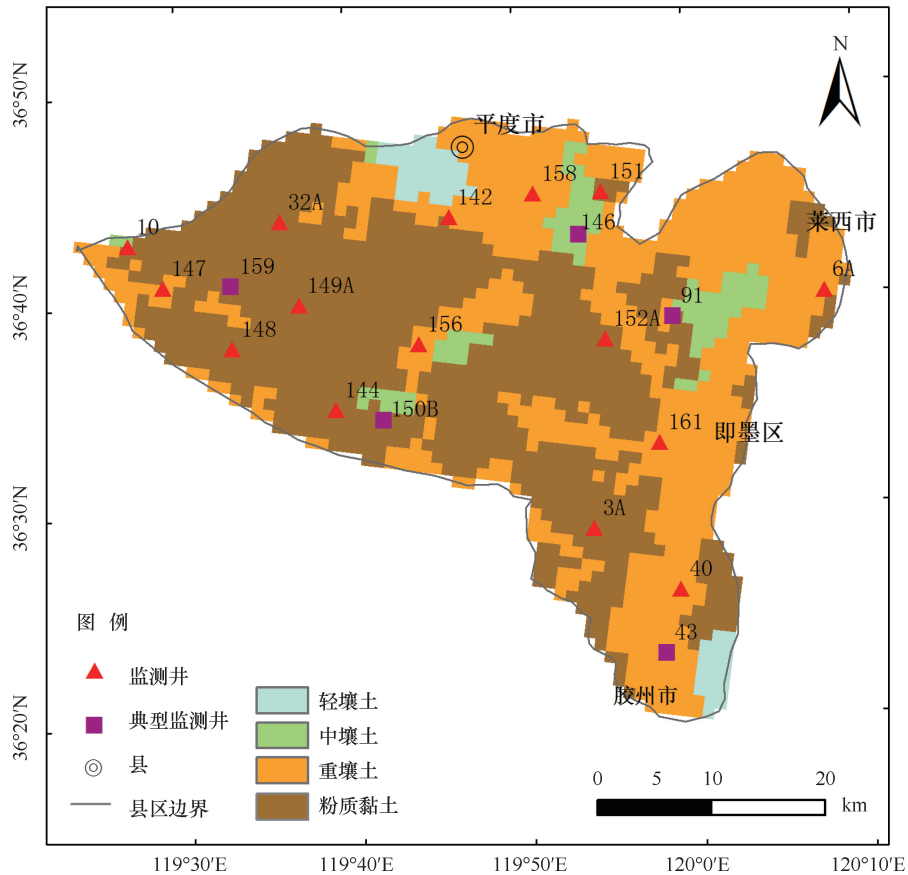 N
36°50′N
36°40′N
36°30′N
36°20′N
平度市
莱西市
即墨区
胶州市
151
158
142
146
32A
10
147
159
149A
148
156
152A
91
6A
144
150B
161
3A
40
43
图 例
监测井
典型监测井
县
县区边界
轻壤土
中壤土
重壤土
粉质黏土
0 5 10 20
km
119°30′E 119°40′E 119°50′E 120°0′E 120°10′E